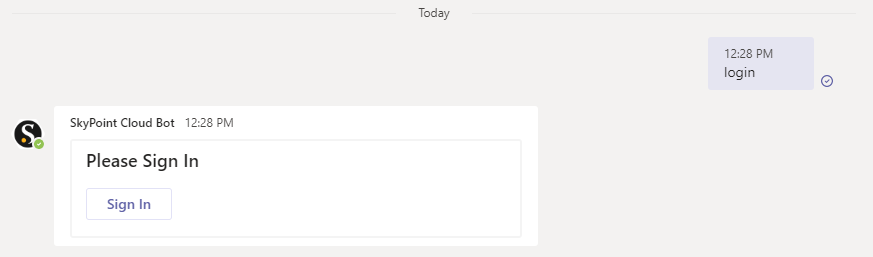 Today
12:28 PM
login
SkyPoint Cloud Bot 12:28 PM
Please Sign In
Sign In